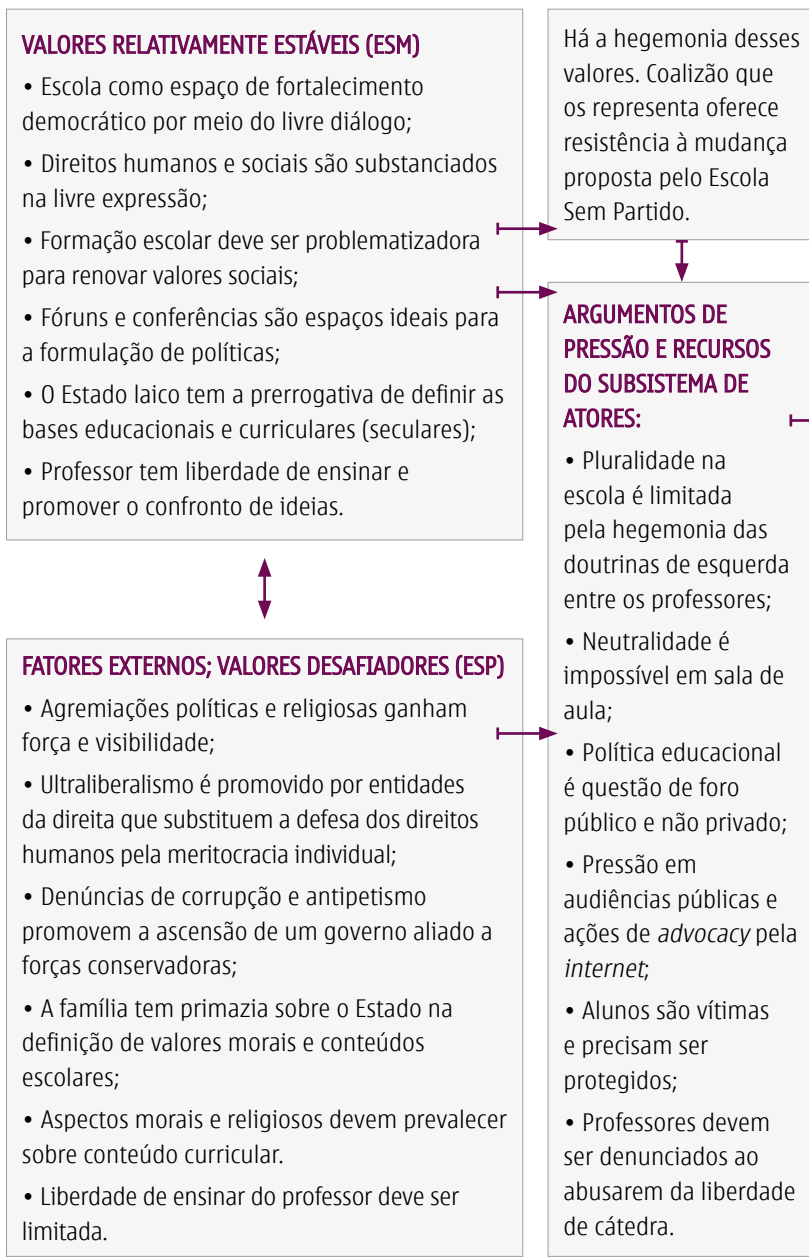 VALORES RELATIVAMENTE ESTÁVEIS (ESM)
• Escola como espaço de fortalecimento
democrático por meio do livre diálogo;
• Direitos humanos e sociais são substanciados
na livre expressão;
• Formação escolar deve ser problematizadora
para renovar valores sociais;
• Fóruns e conferências são espaços ideais para
a formulação de políticas;
• O Estado laico tem a prerrogativa de definir as
bases educacionais e curriculares (seculares);
• Professor tem liberdade de ensinar e
promover o confronto de ideias.
FATORES EXTERNOS; VALORES DESAFIADORES (ESP)
• Agremiações políticas e religiosas ganham
força e visibilidade;
• Ultraliberalismo é promovido por entidades
da direita que substituem a defesa dos direitos
humanos pela meritocracia individual;
• Denúncias de corrupção e antipetismo
promovem a ascensão de um governo aliado a
forças conservadoras;
• A família tem primazia sobre o Estado na
definição de valores morais e conteúdos
escolares;
• Aspectos morais e religiosos devem prevalecer
sobre conteúdo curricular.
• Liberdade de ensinar do professor deve ser
limitada.
Há a hegemonia desses
valores. Coalizão que
os representa oferece
resistência à mudança
proposta pelo Escola
Sem Partido.
ARGUMENTOS DE
PRESSÃO E RECURSOS
DO SUBSISTEMA DE
ATORES:
• Pluralidade na
escola é limitada
pela hegemonia das
doutrinas de esquerda
entre os professores;
• Neutralidade é
impossível em sala de
aula;
• Política educacional
é questão de foro
público e não privado;
• Pressão em
audiências públicas e
ações de advocacy pela
internet;
• Alunos são vítimas
e precisam ser
protegidos;
• Professores devem
ser denunciados ao
abusarem da liberdade
de cátedra.